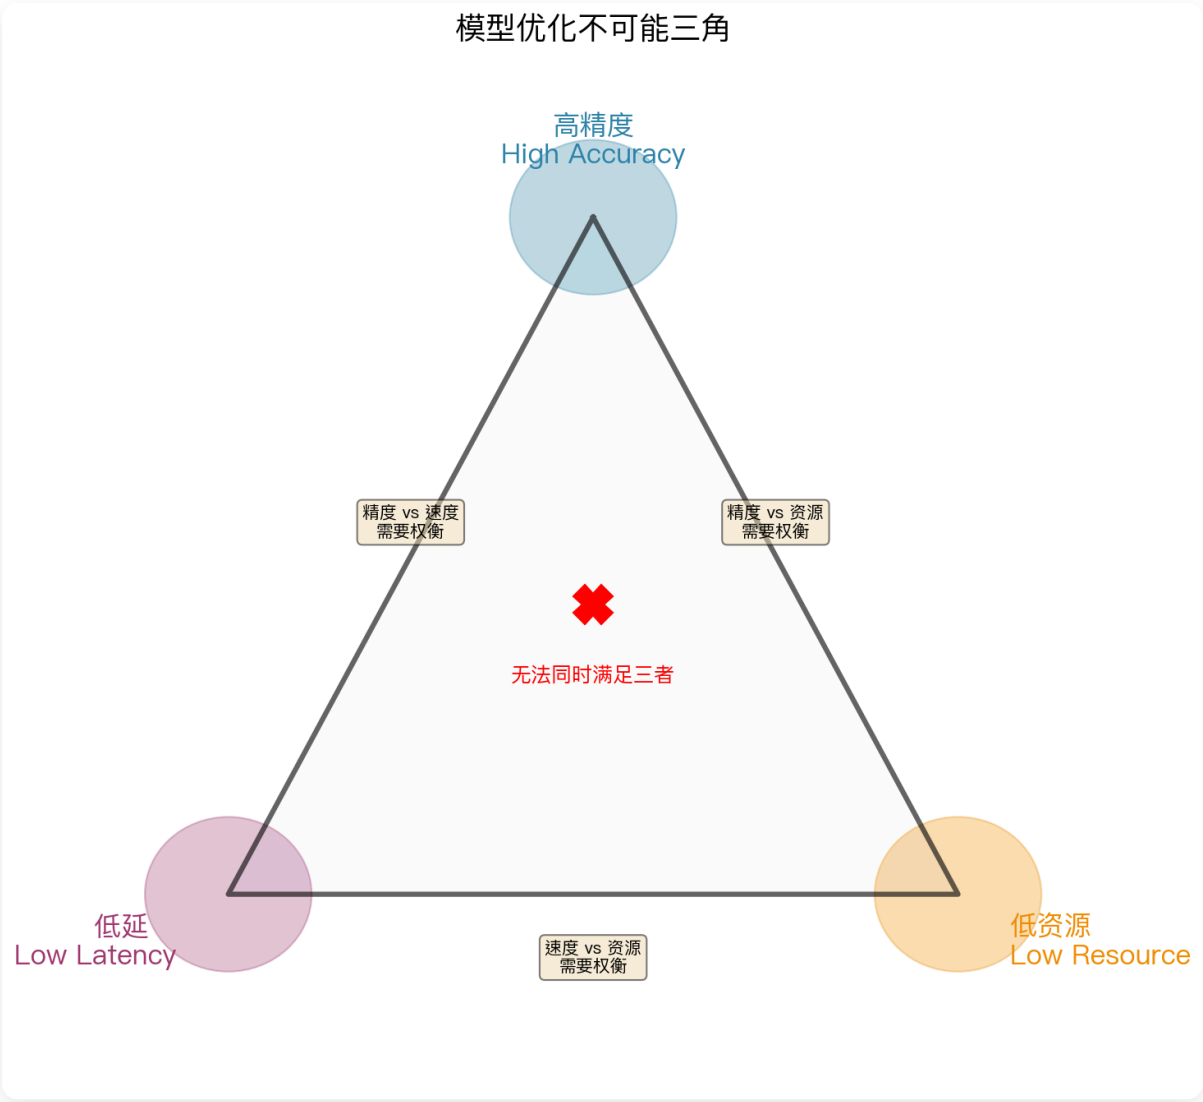 模型优化不可能三角
高精度
High Accuracy
精度 vs 速度
需要权衡
精度 vs 资源
需要权衡
无法同时满足三者
低延
Low Latency
低资源
Low Resource
速度 vs 资源
需要权衡